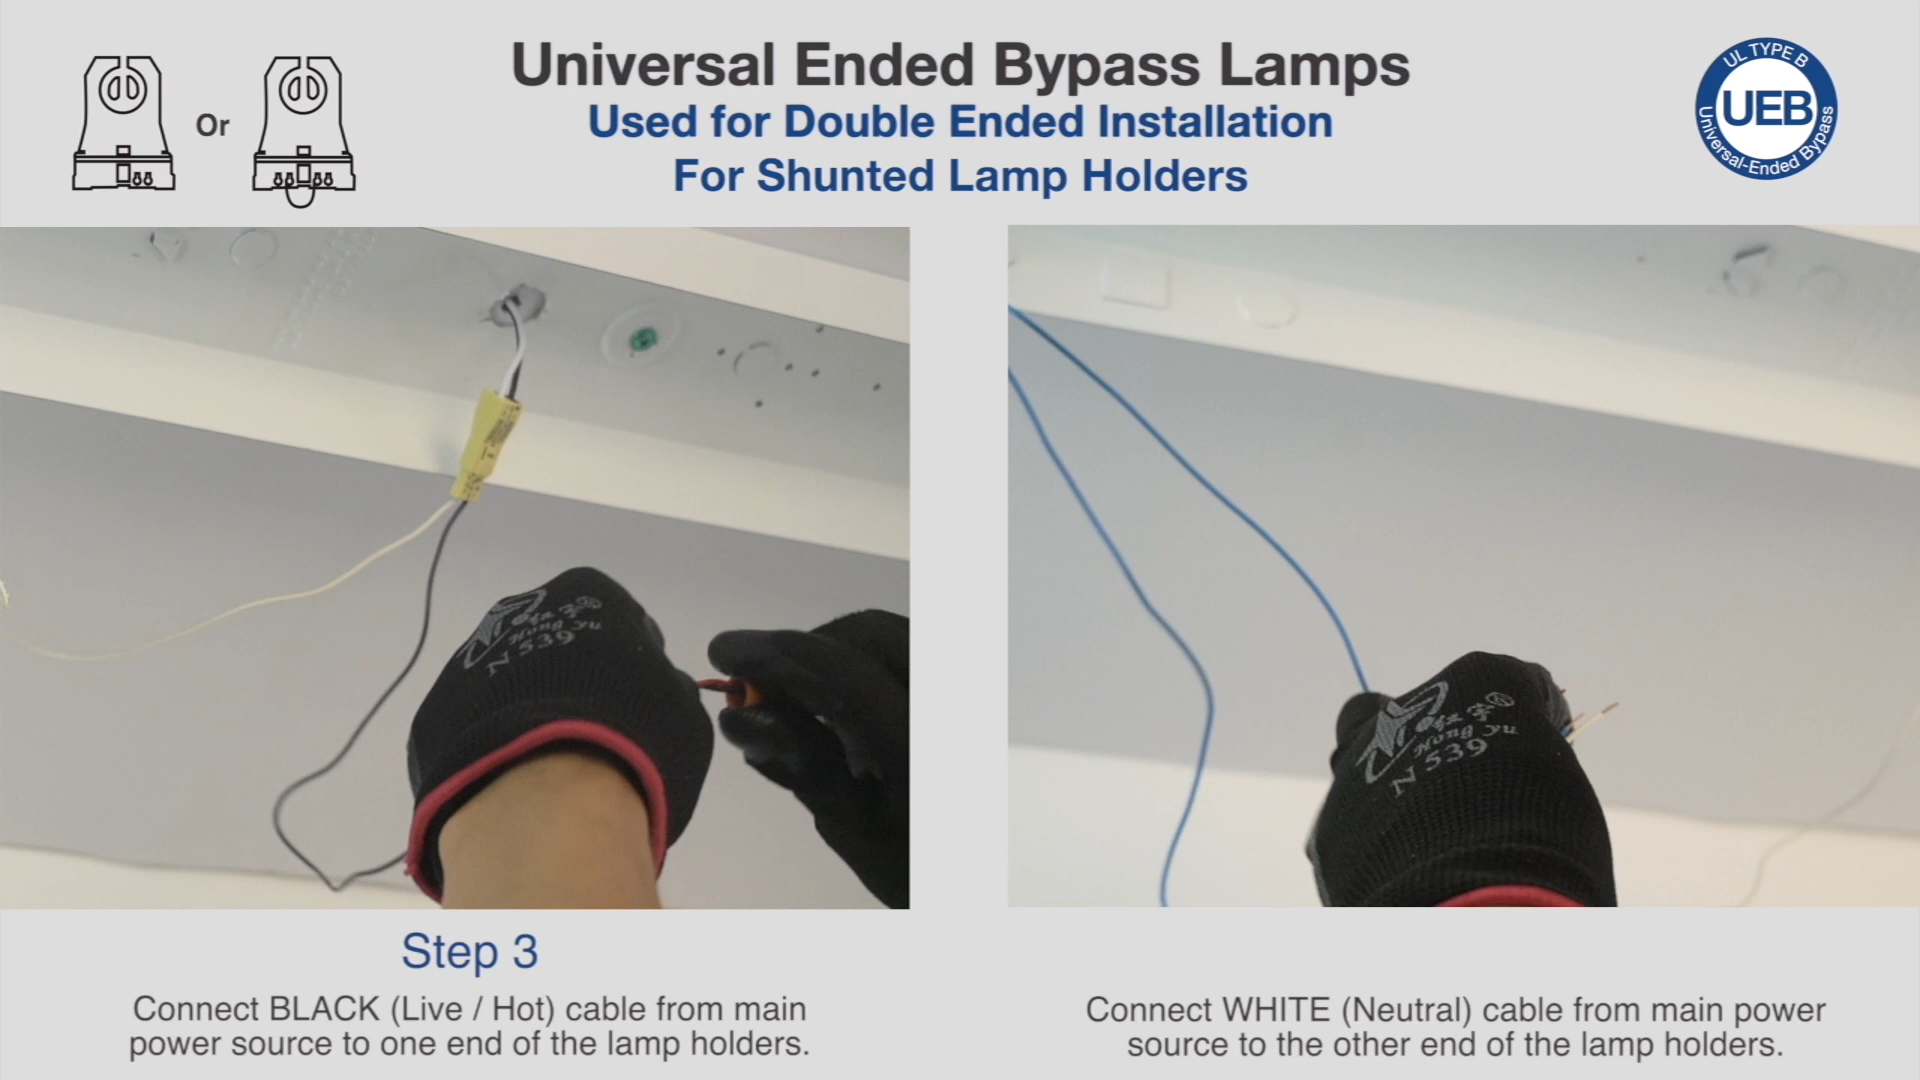 Universal Ended Bypass Lamps
Used for Double Ended Installation
For Shunted Lamp Holders
Or
UL TYPE B
UEB
Universal-Ended Bypass
Hong yu
N539
Hong yu
N539
Step 3
Connect BLACK (Live / Hot) cable from main
power source to one end of the lamp holders.
Connect WHITE (Neutral) cable from main power
source to the other end of the lamp holders.